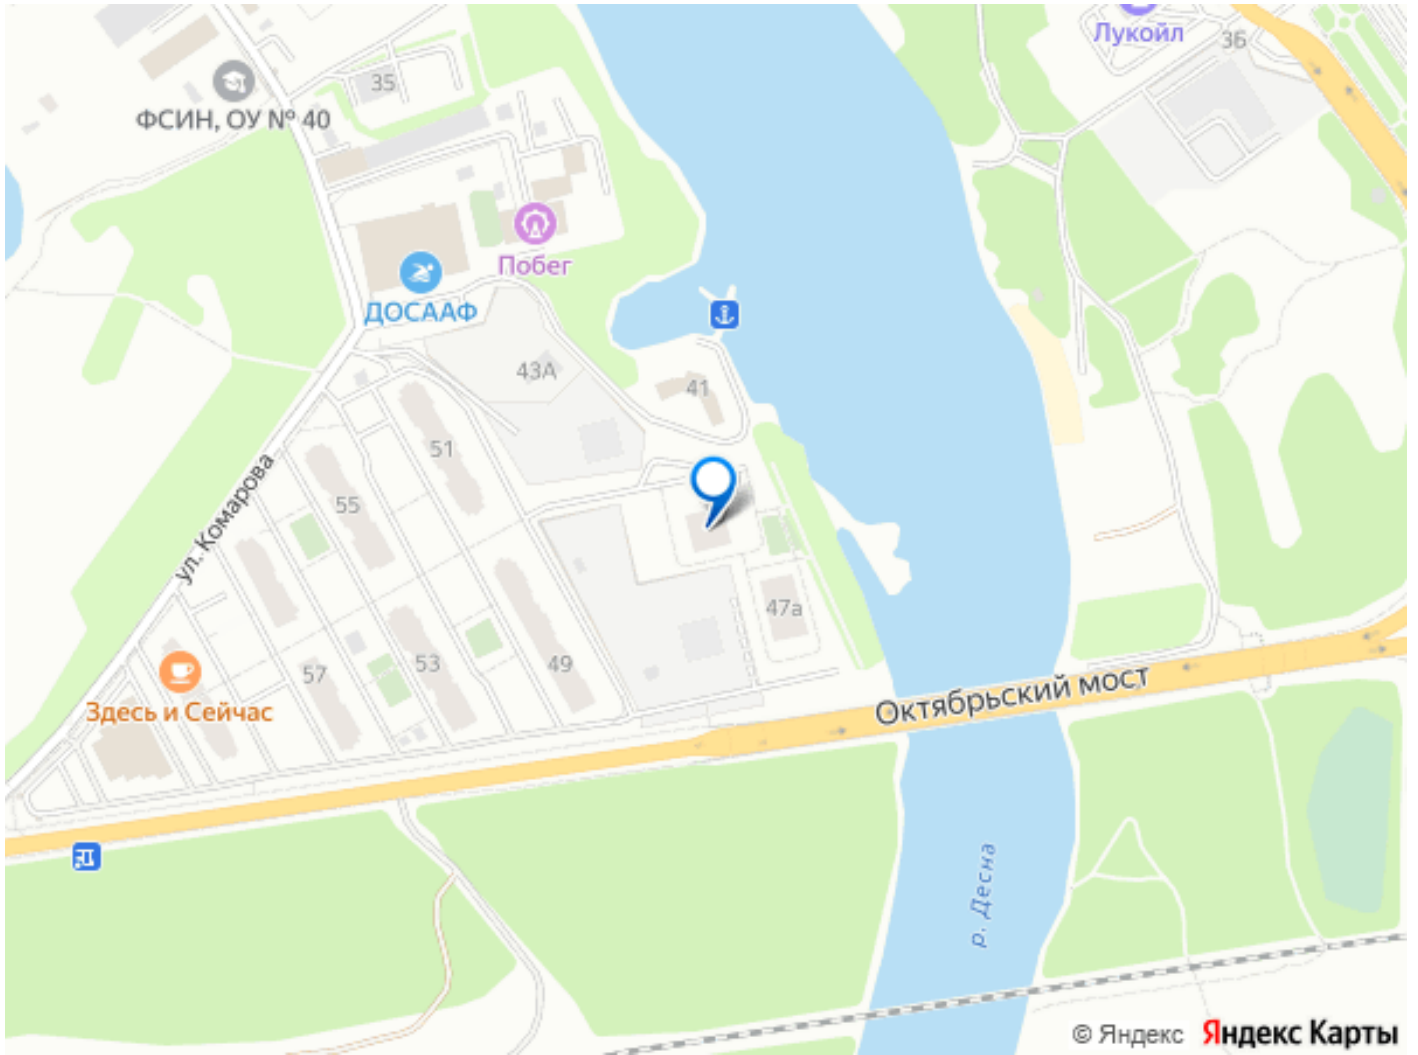 Лукойл
36
35
ФСИН, ОУ № 40
Побег
ДОСААФ
43А
41
51
55
ул. Комарова
47а
49
53
57
Здесь и Сейчас
Октябрьский мост
р. Десна
© Яндекс Яндекс Карты